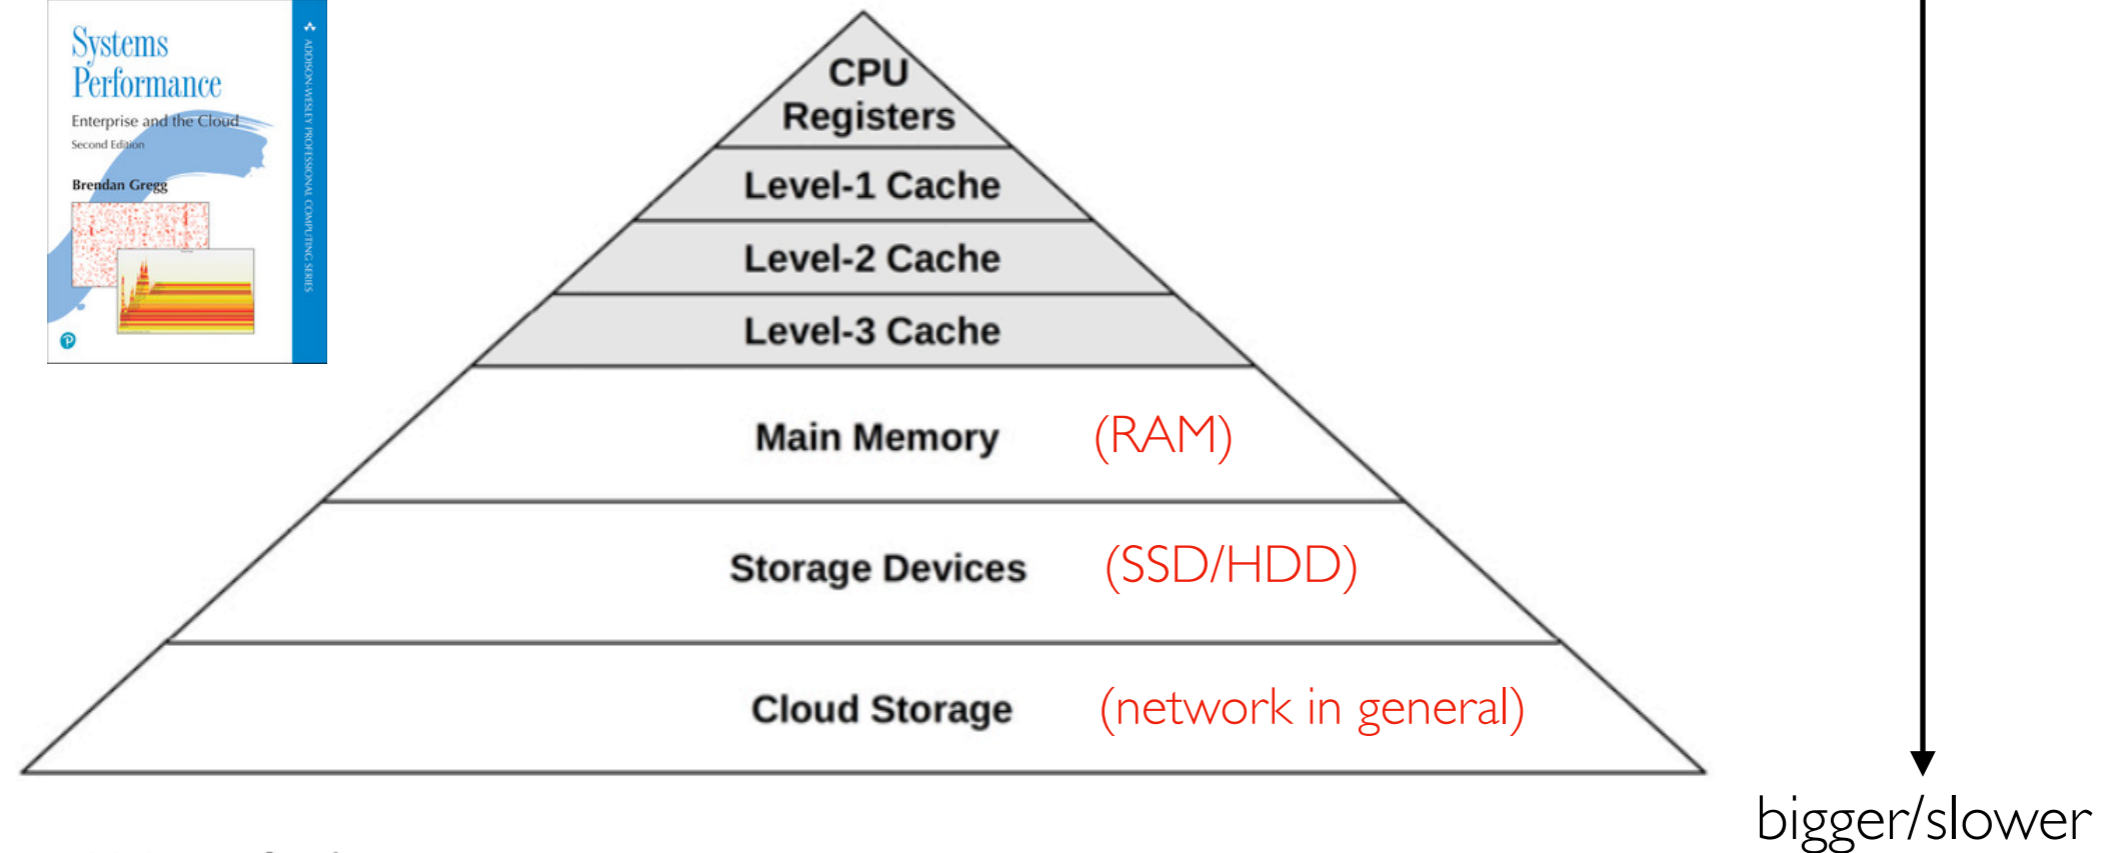 Systems
Performance
Enterprise and the Cloud
Second Edition
Brendan Gregg
ADDISON-WESLEY PROFESSIONAL COMPUTING SERIES
CPU
Registers
Level-1 Cache
Level-2 Cache
Level-3 Cache
Main Memory (RAM)
Storage Devices (SSD/HDD)
Cloud Storage (network in general)
bigger/slower